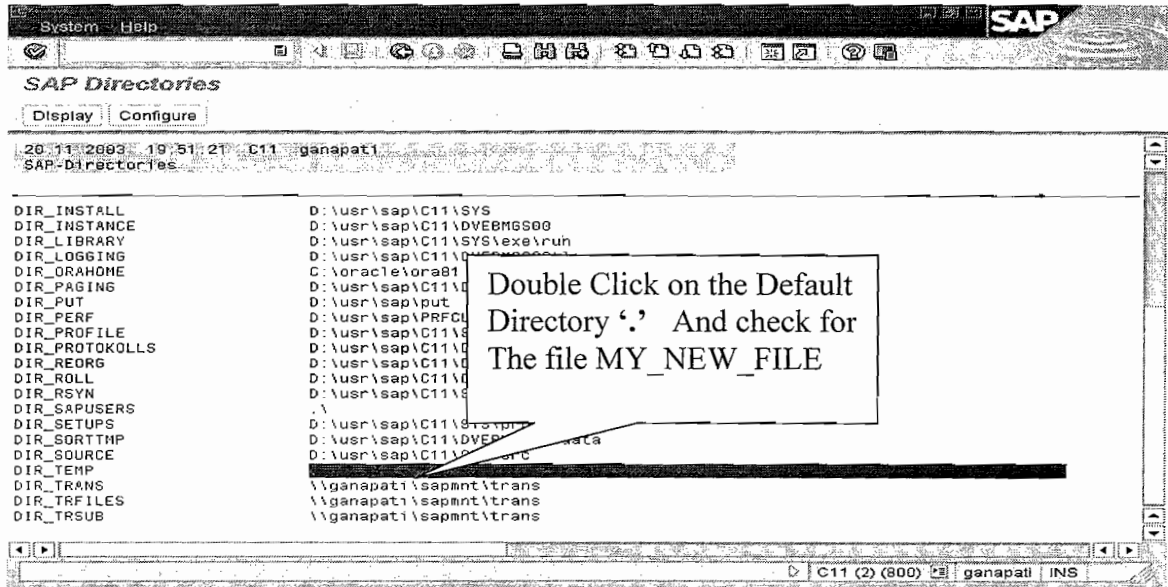 System Help
SAP
SAP Directories
Display Configure
20.11.2003 19:51:21 C11 ganapati
SAP-Directories
DIR_INSTALL D:\usr\sap\C11\SYS
DIR_INSTANCE D:\usr\sap\C11\DVEBMGS00
DIR_LIBRARY D:\usr\sap\C11\SYS\exe\run
DIR_LOGGING D:\usr\sap\C11\
DIR_ORAHOME C:\oracle\ora81
DIR_PAGING D:\usr\sap\C11\D
DIR_PUT D:\usr\sap\put
DIR_PERF D:\usr\sap\PRFCL
DIR_PROFILE D:\usr\sap\C11\S
DIR_PROTOKOLLS D:\usr\sap\C11\D
DIR_REORG D:\usr\sap\C11\D
DIR_ROLL D:\usr\sap\C11\D
DIR_RSYN D:\usr\sap\C11\S
DIR_SAPUSERS .\
DIR_SETUPS D:\usr\sap\C11\SYS\
DIR_SORTTMP D:\usr\sap\C11\DVEB data
DIR_SOURCE D:\usr\sap\C11\
DIR_TEMP
DIR_TRANS \\ganapati\sapmnt\trans
DIR_TRFILES \\ganapati\sapmnt\trans
DIR_TRSUB \\ganapati\sapmnt\trans
Double Click on the Default
Directory ‘.’ And check for
The file MY_NEW_FILE
C11 (2) (800) ganapati INS